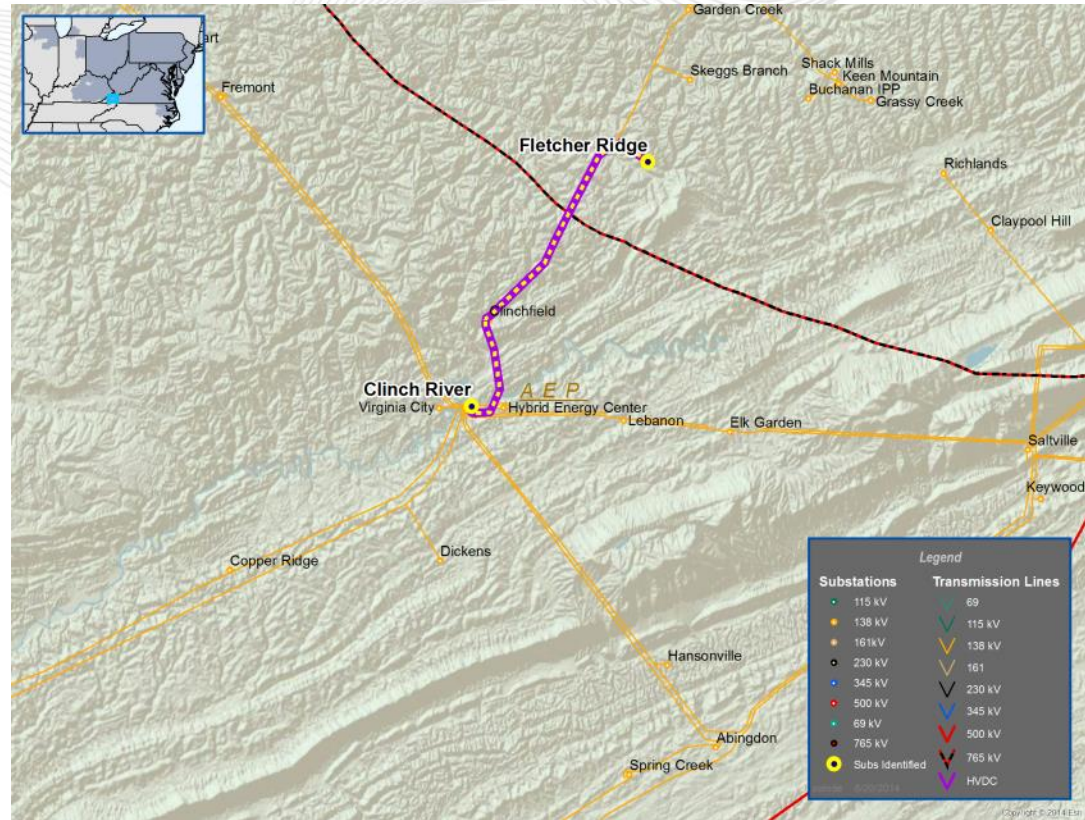 art
Garden Creek
Fremont
Skeggs Branch
Shack Mills
Keen Mountain
Buchanan IPP
Grassy Creek
Fletcher Ridge
Richlands
Claypool Hill
Clinchfield
Clinch River
A E P
Virginia City
Hybrid Energy Center
Lebanon
Elk Garden
Saltville
Keywood
Copper Ridge
Dickens
Hansonville
Abingdon
Spring Creek
Legend
Substations
115 kV
138 kV
161kV
230 kV
345 kV
500 kV
69 kV
765 kV
Subs Identified
Transmission Lines
69
115 kV
138 kV
161
230 kV
345 kV
500 kV
765 kV
HVDC
Copyright © 2014 Esri